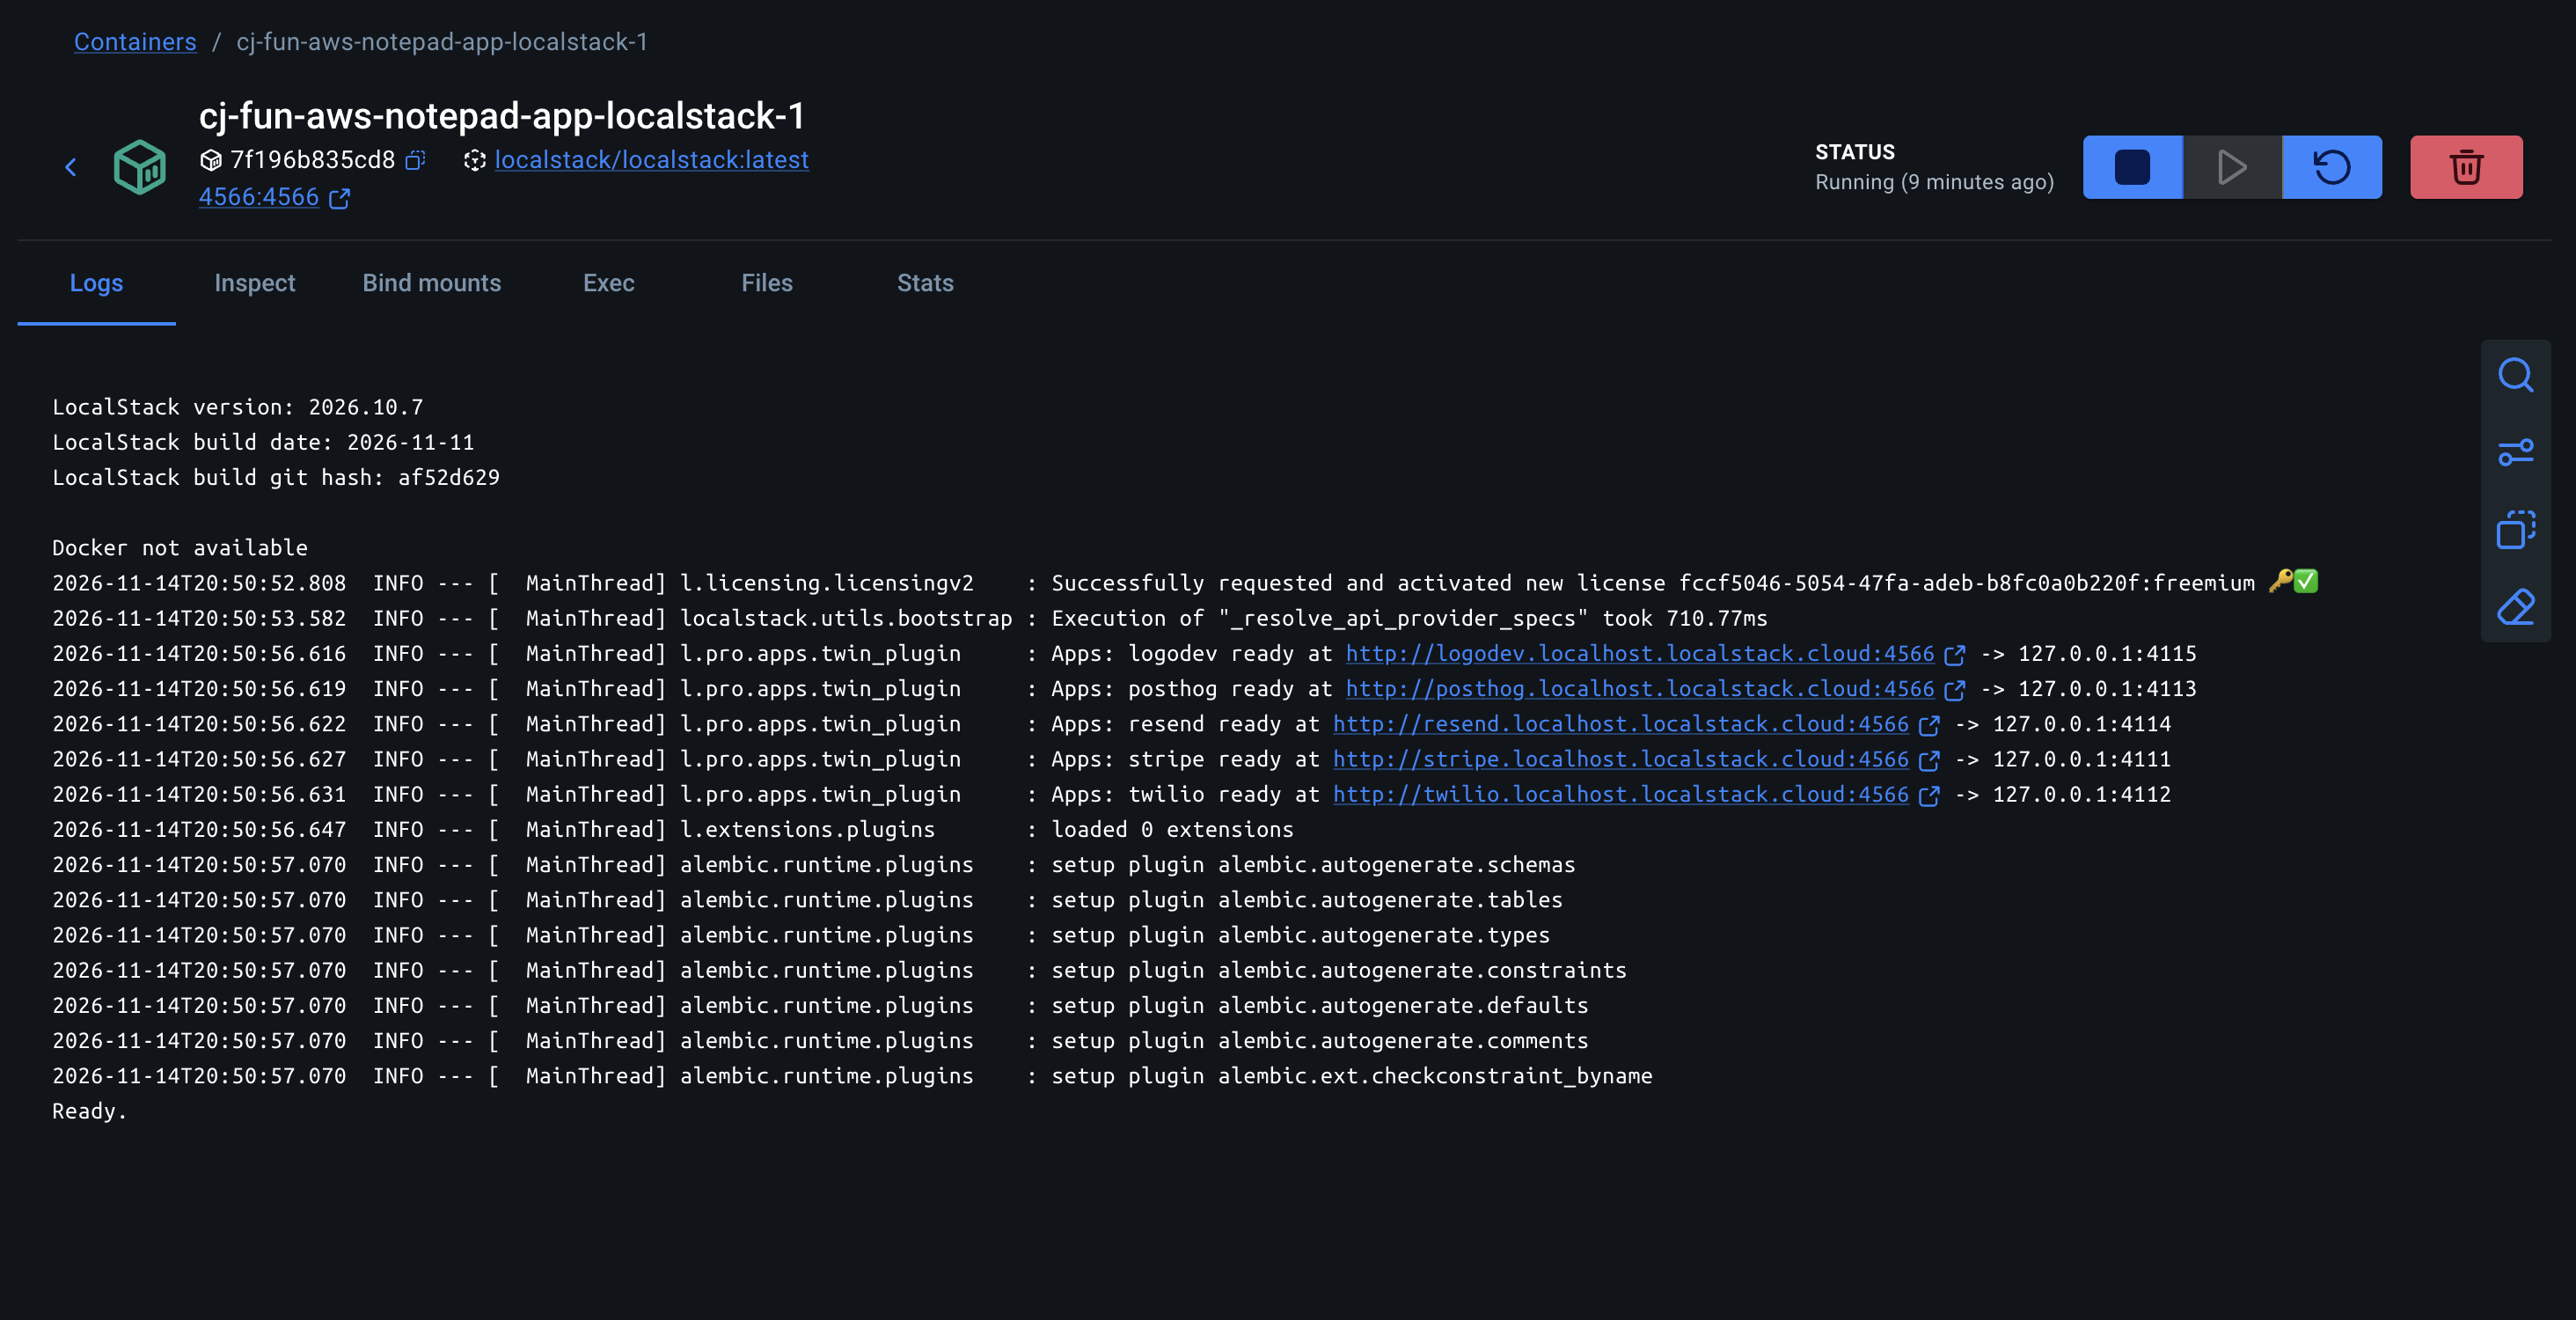 Containers / cj-fun-aws-notepad-app-localstack-1
cj-fun-aws-notepad-app-localstack-1
7f196b835cd8 localstack/localstack:latest
4566:4566
STATUS
Running (9 minutes ago)
Logs Inspect Bind mounts Exec Files Stats
LocalStack version: 2026.10.7
LocalStack build date: 2026-11-11
LocalStack build git hash: af52d629
Docker not available
2026-11-14T20:50:52.808  INFO --- [  MainThread] l.licensing.licensingv2    : Successfully requested and activated new license fccf5046-5054-47fa-adeb-b8fc0a0b220f:freemium 🔑✅
2026-11-14T20:50:53.582  INFO --- [  MainThread] localstack.utils.bootstrap : Execution of "_resolve_api_provider_specs" took 710.77ms
2026-11-14T20:50:56.616  INFO --- [  MainThread] l.pro.apps.twin_plugin     : Apps: logodev ready at http://logodev.localhost.localstack.cloud:4566 -> 127.0.0.1:4115
2026-11-14T20:50:56.619  INFO --- [  MainThread] l.pro.apps.twin_plugin     : Apps: posthog ready at http://posthog.localhost.localstack.cloud:4566 -> 127.0.0.1:4113
2026-11-14T20:50:56.622  INFO --- [  MainThread] l.pro.apps.twin_plugin     : Apps: resend ready at http://resend.localhost.localstack.cloud:4566 -> 127.0.0.1:4114
2026-11-14T20:50:56.627  INFO --- [  MainThread] l.pro.apps.twin_plugin     : Apps: stripe ready at http://stripe.localhost.localstack.cloud:4566 -> 127.0.0.1:4111
2026-11-14T20:50:56.631  INFO --- [  MainThread] l.pro.apps.twin_plugin     : Apps: twilio ready at http://twilio.localhost.localstack.cloud:4566 -> 127.0.0.1:4112
2026-11-14T20:50:56.647  INFO --- [  MainThread] l.extensions.plugins       : loaded 0 extensions
2026-11-14T20:50:57.070  INFO --- [  MainThread] alembic.runtime.plugins    : setup plugin alembic.autogenerate.schemas
2026-11-14T20:50:57.070  INFO --- [  MainThread] alembic.runtime.plugins    : setup plugin alembic.autogenerate.tables
2026-11-14T20:50:57.070  INFO --- [  MainThread] alembic.runtime.plugins    : setup plugin alembic.autogenerate.types
2026-11-14T20:50:57.070  INFO --- [  MainThread] alembic.runtime.plugins    : setup plugin alembic.autogenerate.constraints
2026-11-14T20:50:57.070  INFO --- [  MainThread] alembic.runtime.plugins    : setup plugin alembic.autogenerate.defaults
2026-11-14T20:50:57.070  INFO --- [  MainThread] alembic.runtime.plugins    : setup plugin alembic.autogenerate.comments
2026-11-14T20:50:57.070  INFO --- [  MainThread] alembic.runtime.plugins    : setup plugin alembic.ext.checkconstraint_byname
Ready.